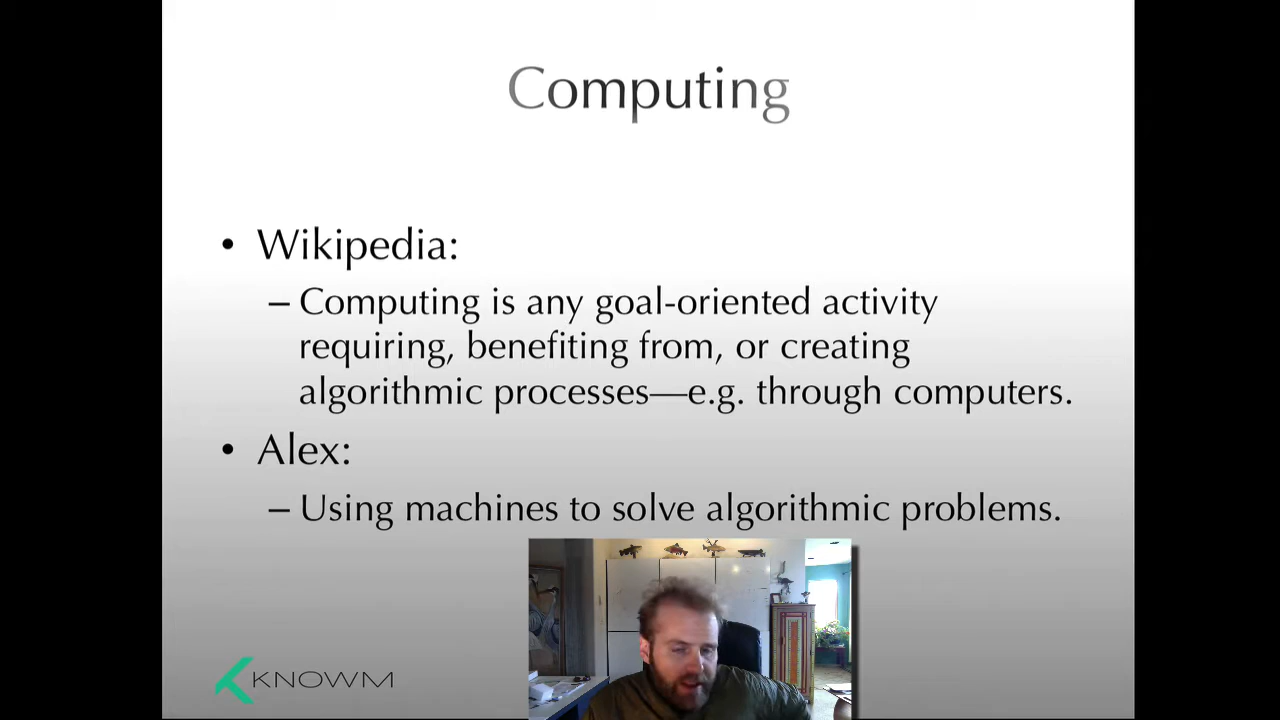 Computing
• Wikipedia:
– Computing is any goal-oriented activity
requiring, benefiting from, or creating
algorithmic processes—e.g. through computers.
• Alex:
– Using machines to solve algorithmic problems.
KNOWM